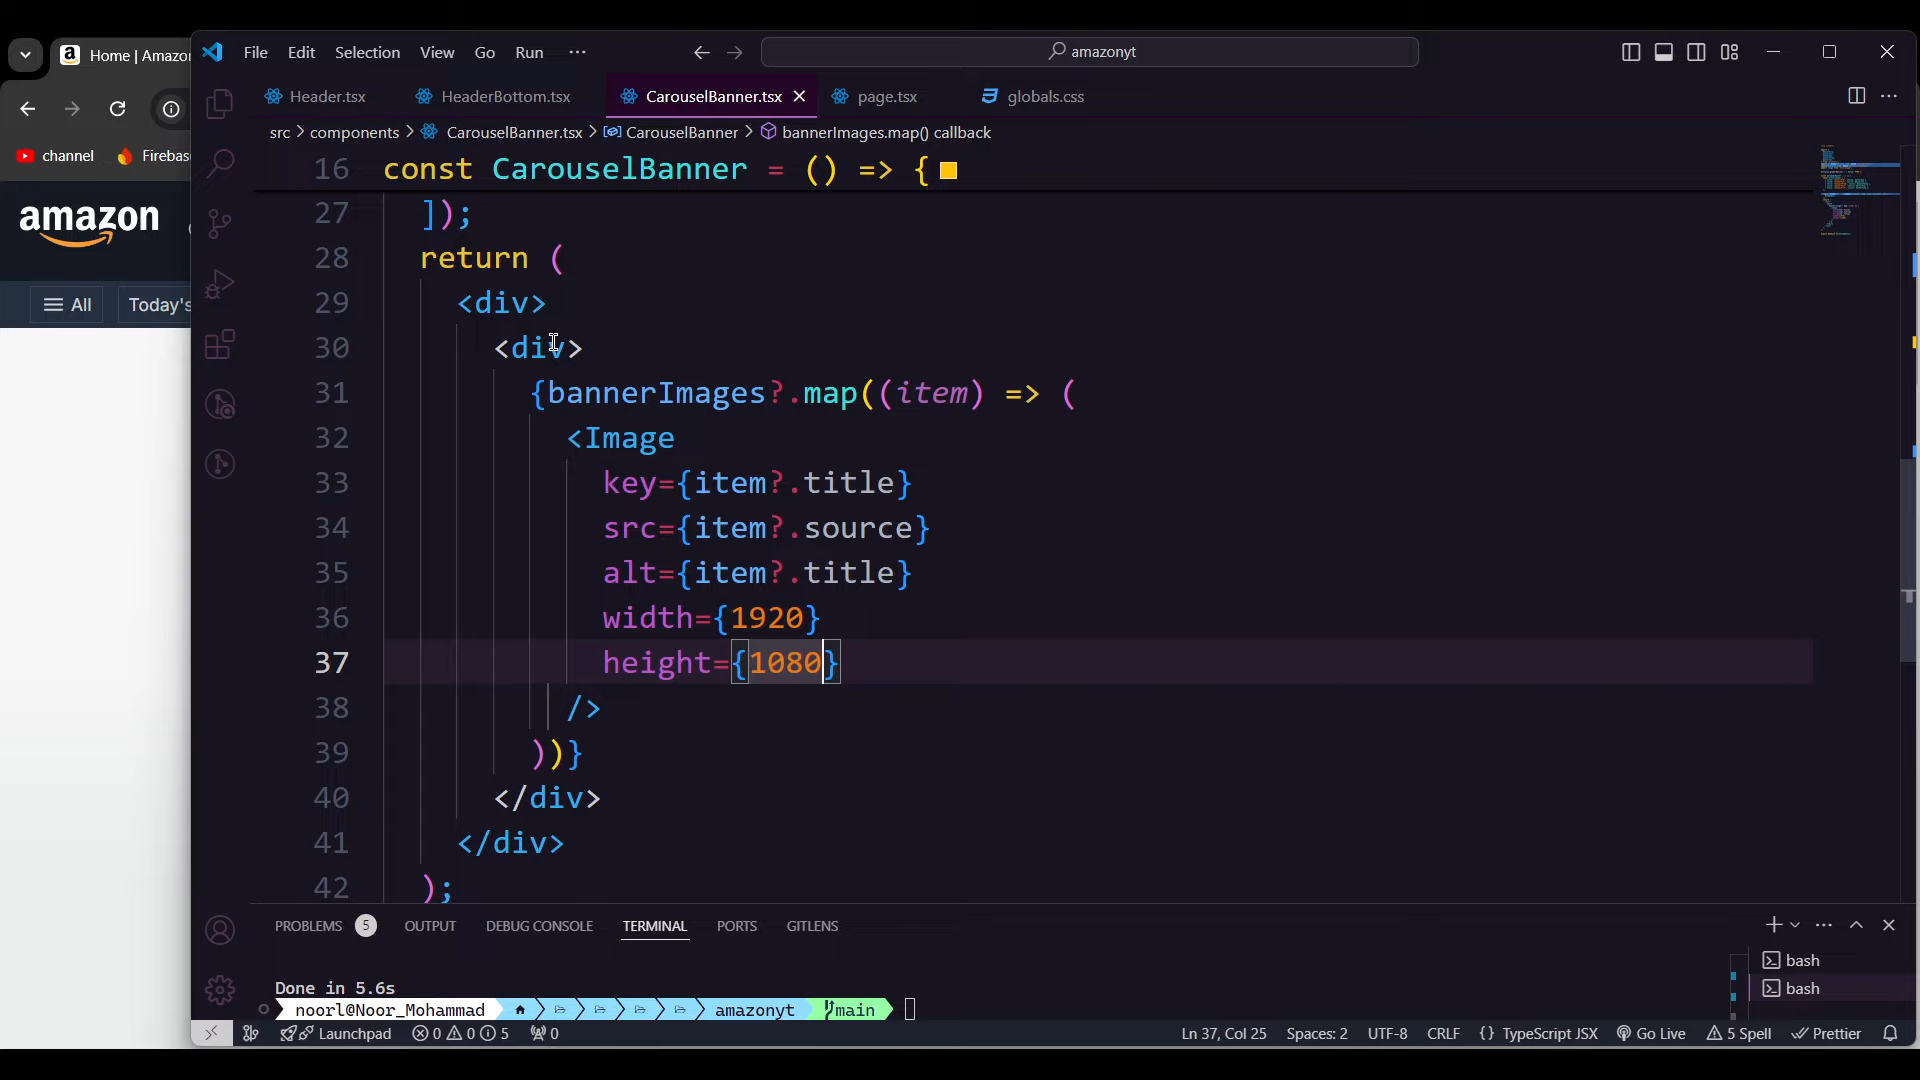 Home | Amazon
File Edit Selection View Go Run ··· amazonyt
Header.tsx HeaderBottom.tsx CarouselBanner.tsx page.tsx globals.css
src > components > CarouselBanner.tsx > CarouselBanner > bannerImages.map() callback
channel Firebas
amazon
All Today's
16 const CarouselBanner = () => {
27 ]);
28 return (
29 <div>
30 <div>
31 {bannerImages?.map((item) => (
32 <Image
33 key={item?.title}
34 src={item?.source}
35 alt={item?.title}
36 width={1920}
37 height={1080}
38 />
39 ))}
40 </div>
41 </div>
42 );
PROBLEMS 5 OUTPUT DEBUG CONSOLE TERMINAL PORTS GITLENS
bash
Done in 5.6s
bash
noorl@Noor_Mohammad amazonyt main
Launchpad 0 0 5 0 Ln 37, Col 25 Spaces: 2 UTF-8 CRLF {} TypeScript JSX Go Live 5 Spell Prettier